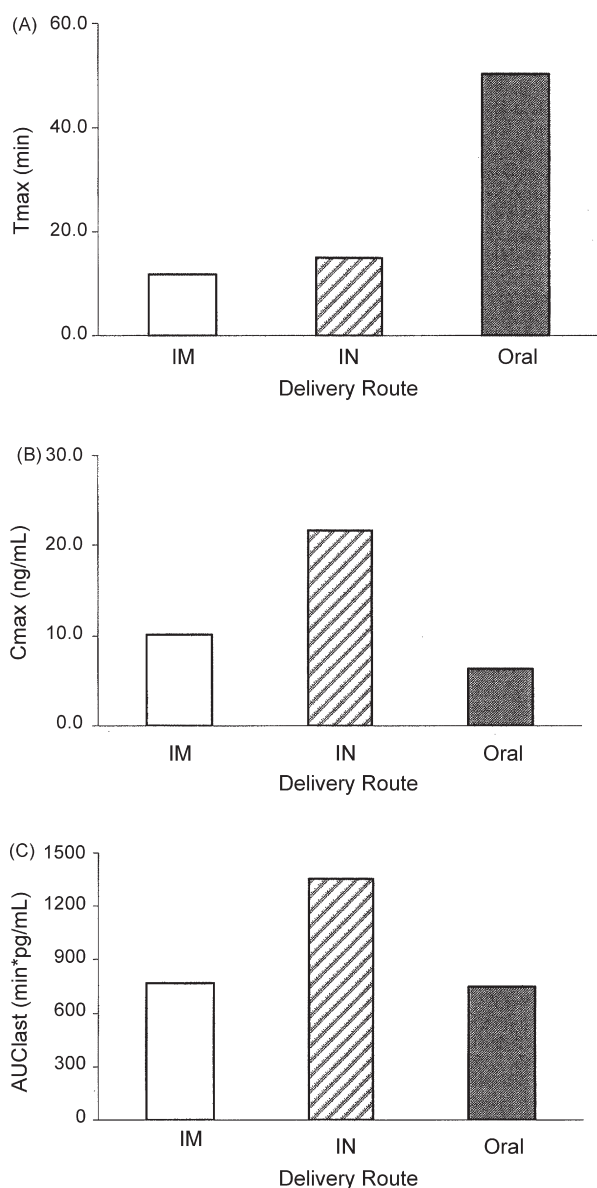 (A)
60.0
40.0
20.0
0.0
Tmax (min)
IM IN Oral
Delivery Route
(B) 30.0
20.0
10.0
0.0
Cmax (ng/mL)
IM IN Oral
Delivery Route
(C) 1500
1200
900
600
300
0
AUClast (min*pg/mL)
IM IN Oral
Delivery Route